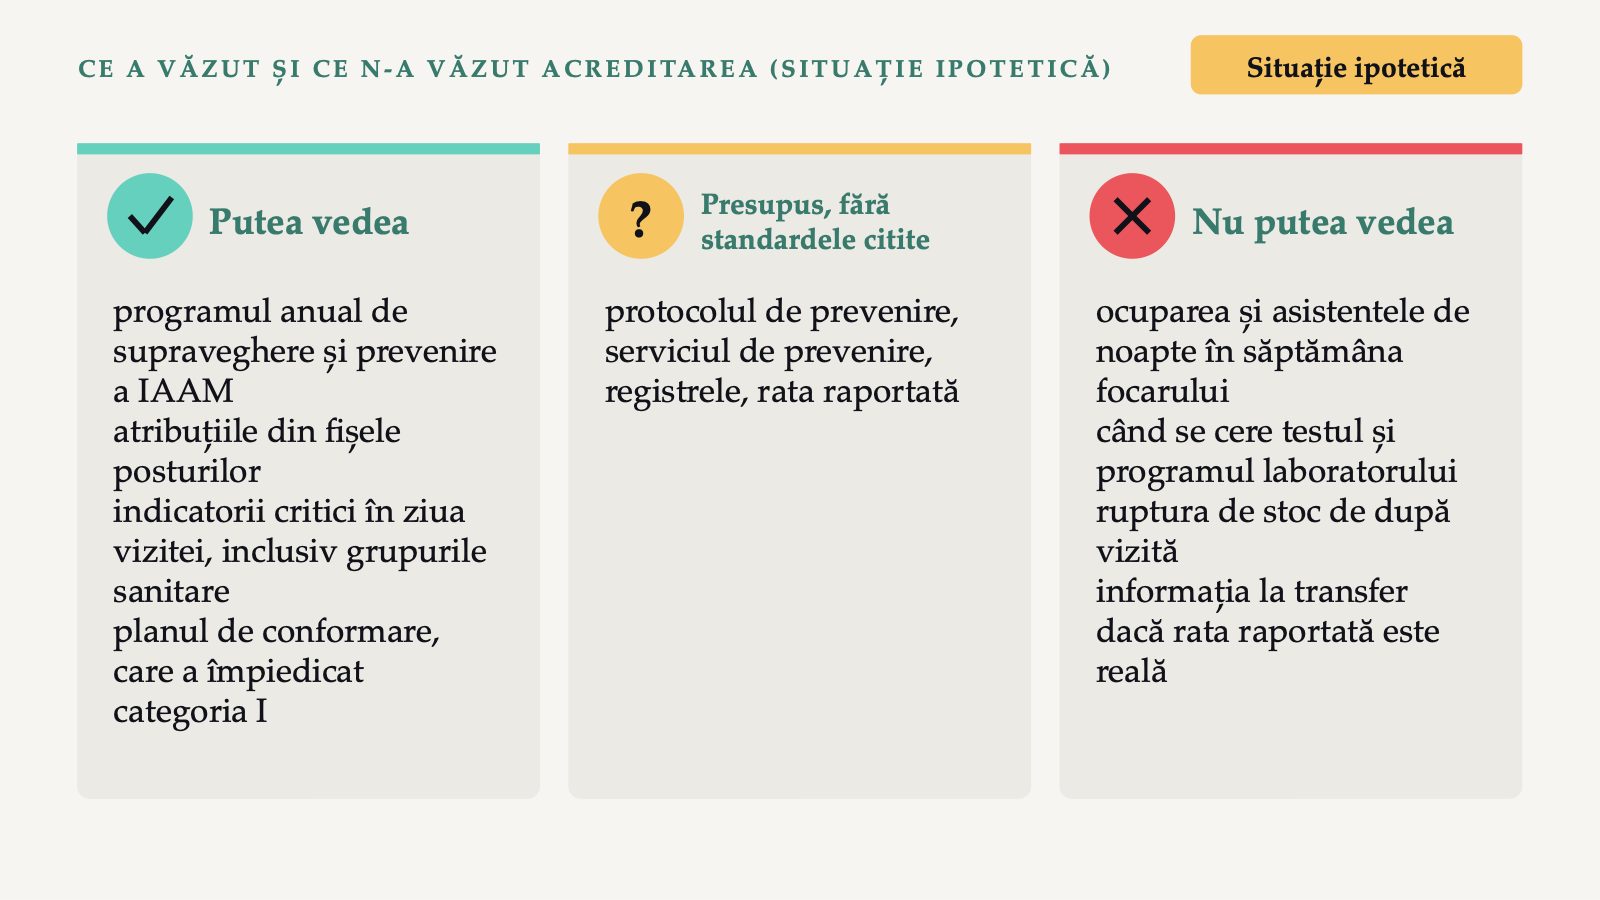 CE A VĂZUT ȘI CE N-A VĂZUT ACREDITAREA (SITUAȚIE IPOTETICĂ)
Situație ipotetică
Putea vedea
programul anual de
supraveghere și prevenire
a IAAM
atribuțiile din fișele
posturilor
indicatorii critici în ziua
vizitei, inclusiv grupurile
sanitare
planul de conformare,
care a împiedicat
categoria I
?
Presupus, fără
standardele citite
protocolul de prevenire,
serviciul de prevenire,
registrele, rata raportată
Nu putea vedea
ocuparea și asistentele de
noapte în săptămâna
focarului
când se cere testul și
programul laboratorului
ruptura de stoc de după
vizită
informația la transfer
dacă rata raportată este
reală